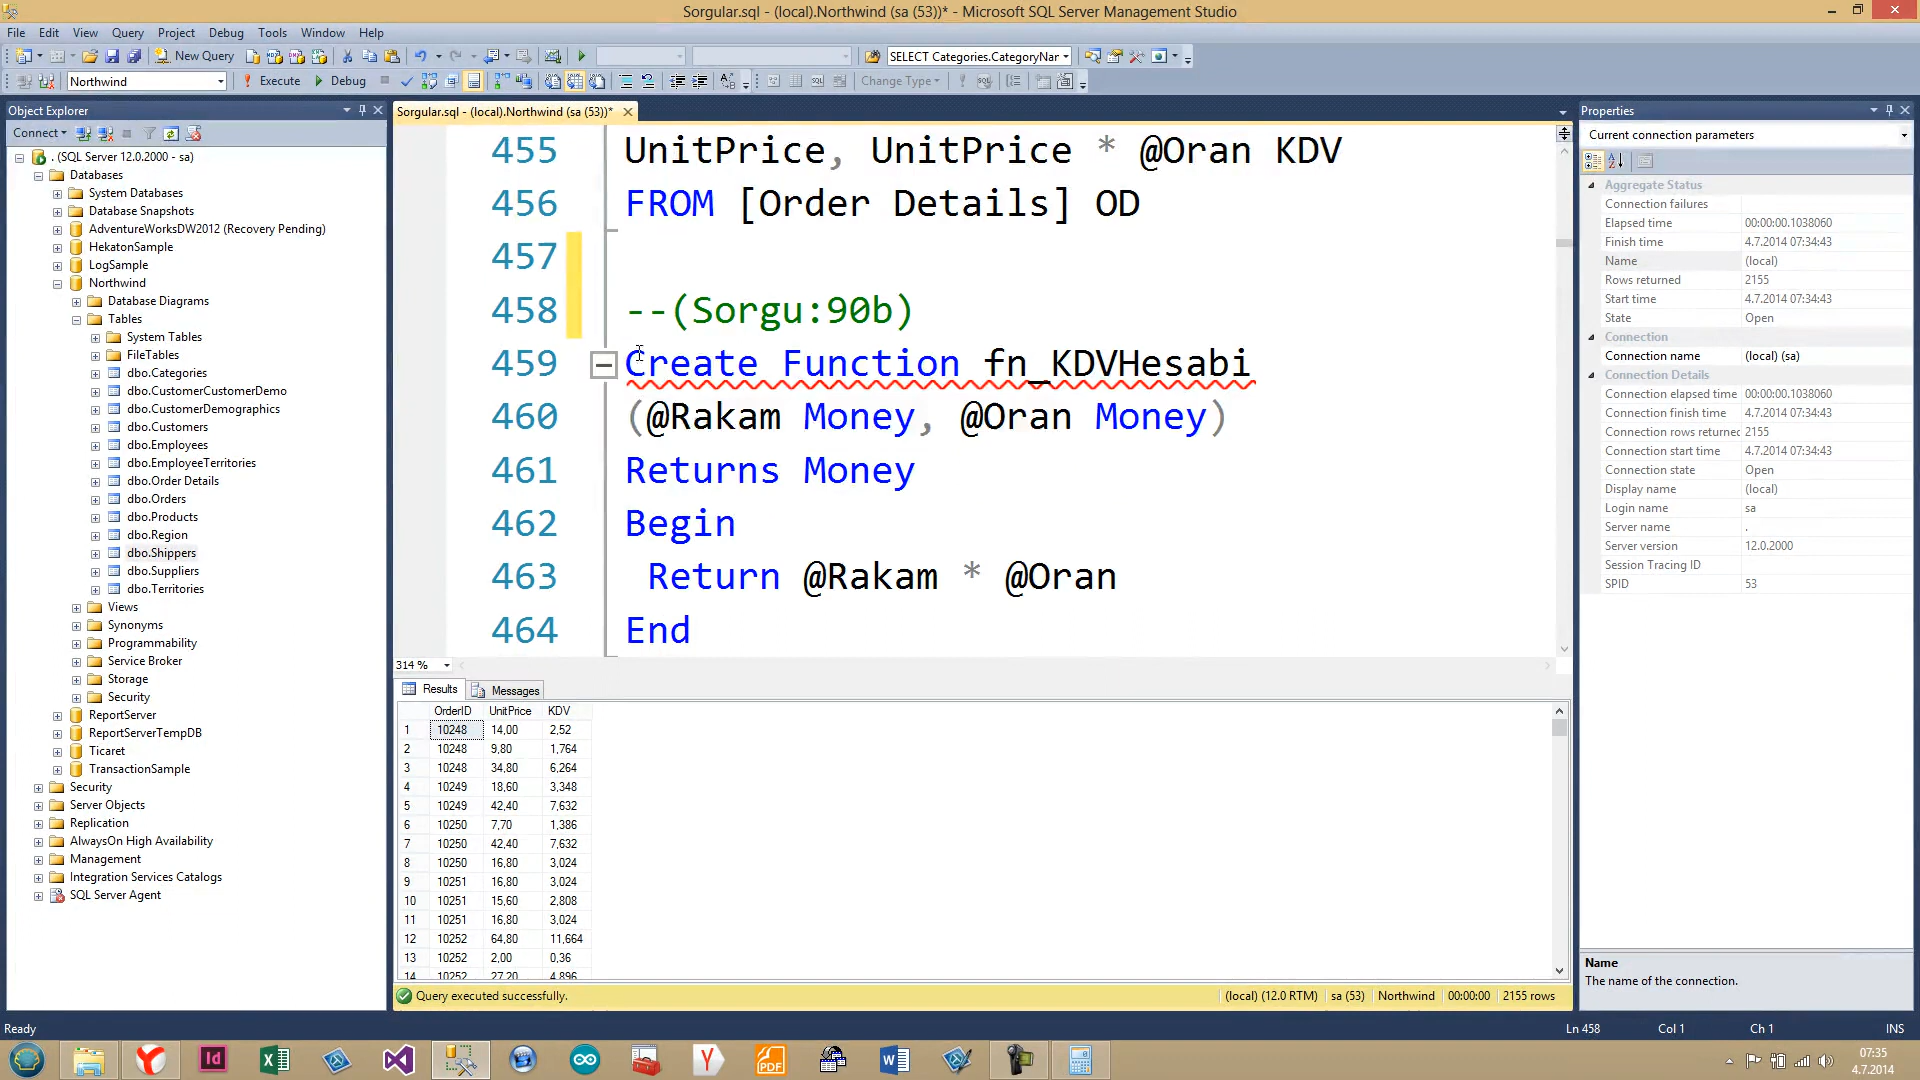 Sorgular.sql - (local).Northwind (sa (53))* - Microsoft SQL Server Management Studio
File Edit View Query Project Debug Tools Window Help
New Query
SELECT Categories.CategoryNar
Northwind
Execute
Debug
Change Type
Object Explorer
Connect
. (SQL Server 12.0.2000 - sa)
Databases
System Databases
Database Snapshots
AdventureWorksDW2012 (Recovery Pending)
HekatonSample
LogSample
Northwind
Database Diagrams
Tables
System Tables
FileTables
dbo.Categories
dbo.CustomerCustomerDemo
dbo.CustomerDemographics
dbo.Customers
dbo.Employees
dbo.EmployeeTerritories
dbo.Order Details
dbo.Orders
dbo.Products
dbo.Region
dbo.Shippers
dbo.Suppliers
dbo.Territories
Views
Synonyms
Programmability
Service Broker
Storage
Security
ReportServer
ReportServerTempDB
Ticaret
TransactionSample
Security
Server Objects
Replication
AlwaysOn High Availability
Management
Integration Services Catalogs
SQL Server Agent
Sorgular.sql - (local).Northwind (sa (53))*
455 UnitPrice, UnitPrice * @Oran KDV
456 FROM [Order Details] OD
457
458 --(Sorgu:90b)
459 Create Function fn_KDVHesabi
460 (@Rakam Money, @Oran Money)
461 Returns Money
462 Begin
463 Return @Rakam * @Oran
464 End
314 %
Results Messages
OrderID UnitPrice KDV
1 10248 14,00 2,52
2 10248 9,80 1,764
3 10248 34,80 6,264
4 10249 18,60 3,348
5 10249 42,40 7,632
6 10250 7,70 1,386
7 10250 42,40 7,632
8 10250 16,80 3,024
9 10251 16,80 3,024
10 10251 15,60 2,808
11 10251 16,80 3,024
12 10252 64,80 11,664
13 10252 2,00 0,36
14 10252 27,20 4,896
Query executed successfully.
(local) (12.0 RTM) sa (53) Northwind 00:00:00 2155 rows
Properties
Current connection parameters
Aggregate Status
Connection failures
Elapsed time 00:00:00.1038060
Finish time 4.7.2014 07:34:43
Name (local)
Rows returned 2155
Start time 4.7.2014 07:34:43
State Open
Connection
Connection name (local) (sa)
Connection Details
Connection elapsed time 00:00:00.1038060
Connection finish time 4.7.2014 07:34:43
Connection rows returnec 2155
Connection start time 4.7.2014 07:34:43
Connection state Open
Display name (local)
Login name sa
Server name .
Server version 12.0.2000
Session Tracing ID
SPID 53
Name
The name of the connection.
Ready
Ln 458 Col 1 Ch 1 INS
07:35
4.7.2014